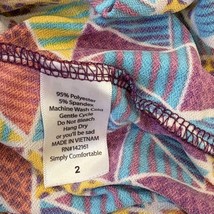 95% Polyester
5% Spandex
Machine Wash Cold
Gentle Cycle
Do Not Bleach
Hang Dry
or you'll be sad
MADE IN VIETNAM
RN#142161
Simply Comfortable
2